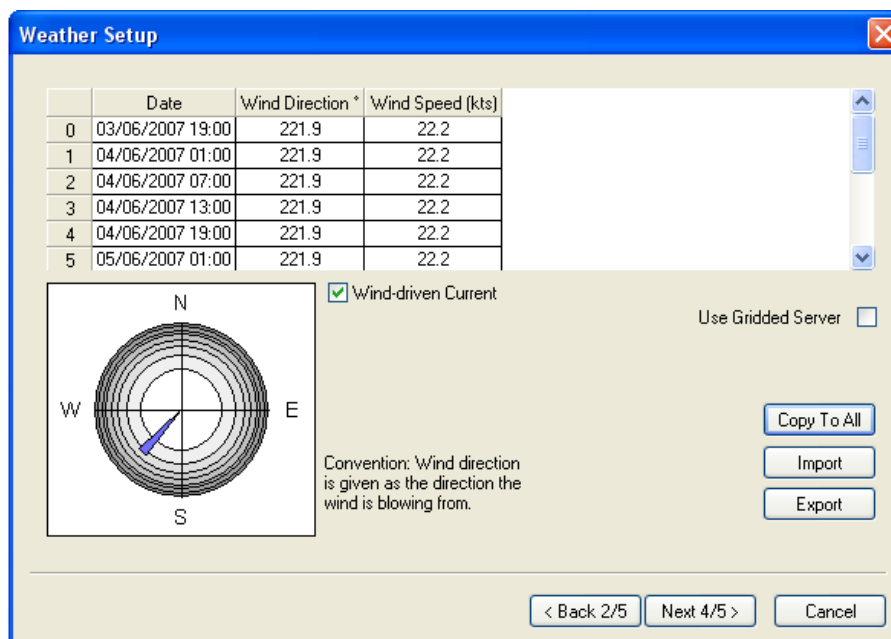 Weather Setup
Date Wind Direction ° Wind Speed (kts)
0 03/06/2007 19:00 221.9 22.2
1 04/06/2007 01:00 221.9 22.2
2 04/06/2007 07:00 221.9 22.2
3 04/06/2007 13:00 221.9 22.2
4 04/06/2007 19:00 221.9 22.2
5 05/06/2007 01:00 221.9 22.2
Wind-driven Current
Use Gridded Server
N
W E
S
Convention: Wind direction
is given as the direction the
wind is blowing from.
Copy To All
Import
Export
< Back 2/5 Next 4/5 > Cancel